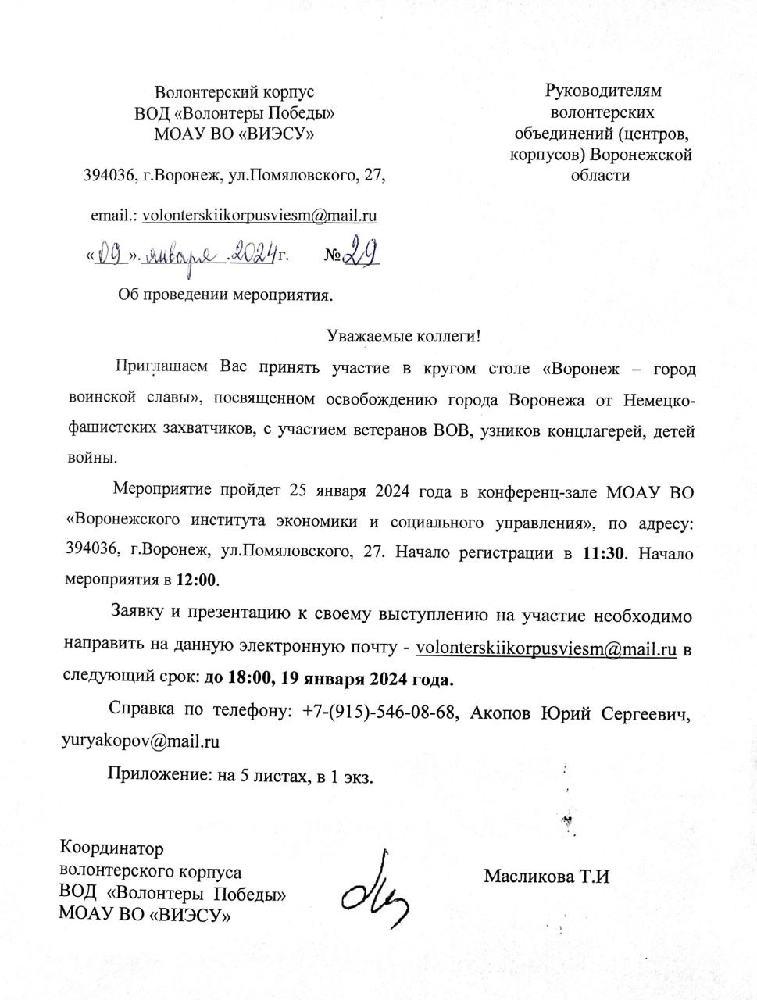 Волонтерский корпус
ВОД «Волонтеры Победы»
МОАУ ВО «ВИЭСУ»
394036, г.Воронеж, ул.Помяловского, 27,
email.: volonterskiikorpusviesm@mail.ru
«09».января.2024г. №29
Руководителям
волонтерских
объединений (центров,
корпусов) Воронежской
области
Об проведении мероприятия.
Уважаемые коллеги!
Приглашаем Вас принять участие в кругом столе «Воронеж – город
воинской славы», посвященном освобождению города Воронежа от Немецко-
фашистских захватчиков, с участием ветеранов ВОВ, узников концлагерей, детей
войны.
Мероприятие пройдет 25 января 2024 года в конференц-зале МОАУ ВО
«Воронежского института экономики и социального управления», по адресу:
394036, г.Воронеж, ул.Помяловского, 27. Начало регистрации в 11:30. Начало
мероприятия в 12:00.
Заявку и презентацию к своему выступлению на участие необходимо
направить на данную электронную почту - volonterskiikorpusviesm@mail.ru в
следующий срок: до 18:00, 19 января 2024 года.
Справка по телефону: +7-(915)-546-08-68, Акопов Юрий Сергеевич,
yuryakopov@mail.ru
Приложение: на 5 листах, в 1 экз.
Координатор
волонтерского корпуса
ВОД «Волонтеры Победы»
МОАУ ВО «ВИЭСУ»
Масликова Т.И